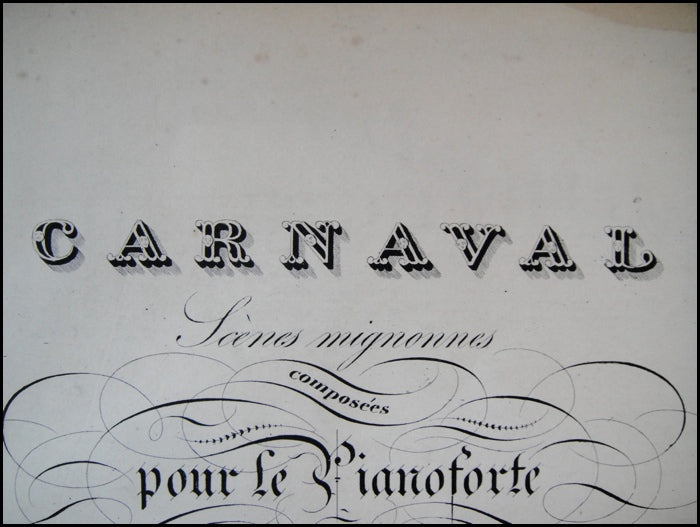 CARNAVAL
Scènes mignonnes
composées
pour le Pianoforte